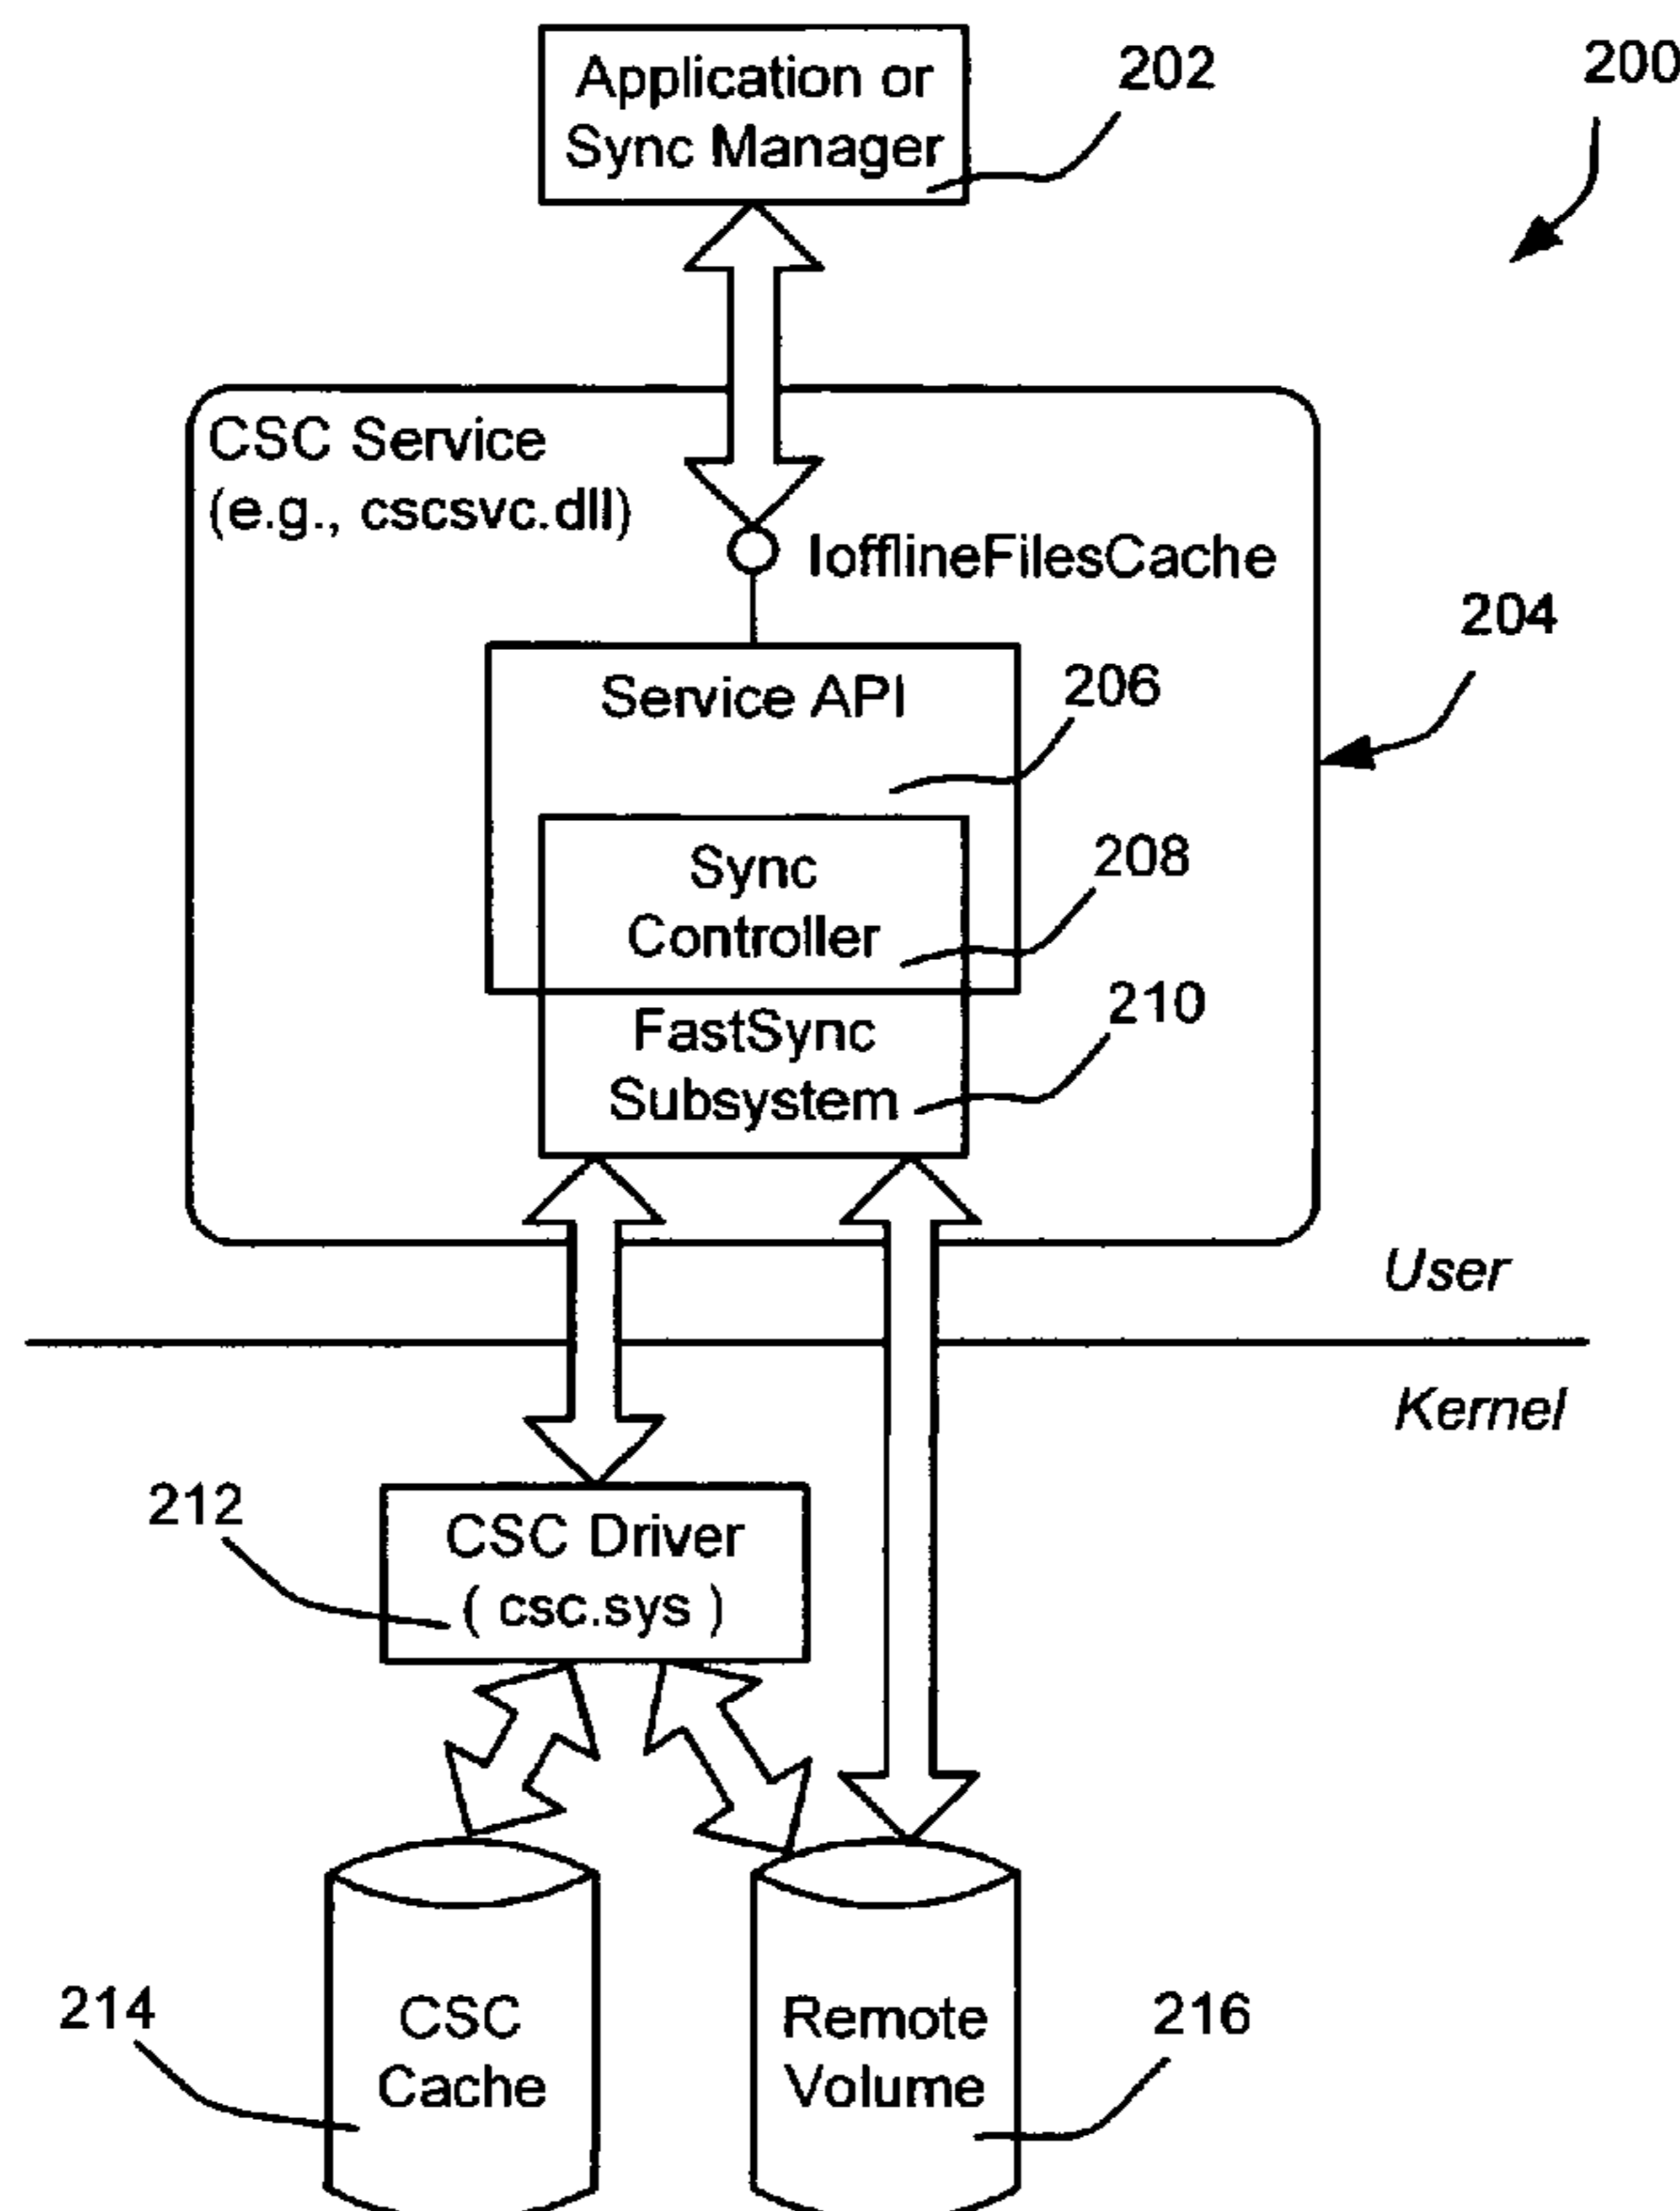 Application or
Sync Manager
202
200
CSC Service
(e.g., cscsvc.dll)
IofflineFilesCache
204
Service API
206
Sync
Controller
208
FastSync
Subsystem
210
User
Kernel
212
CSC Driver
( csc.sys )
214
CSC
Cache
Remote
Volume
216